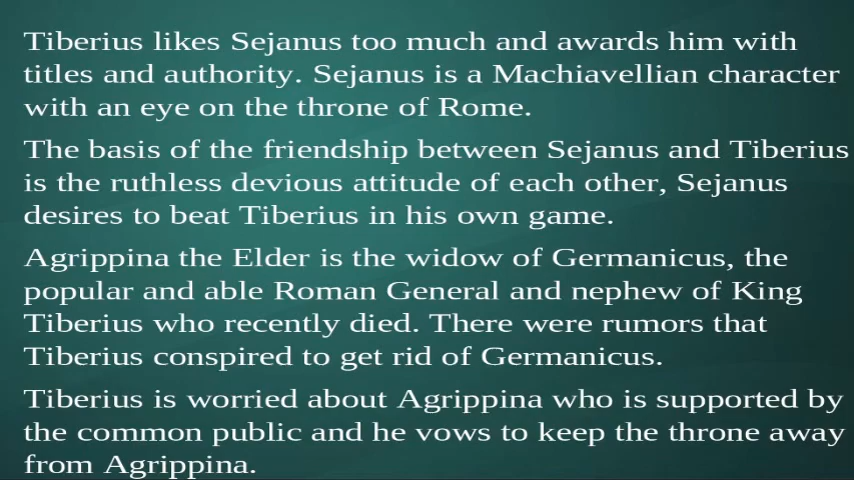 Tiberius likes Sejanus too much and awards him with
titles and authority. Sejanus is a Machiavellian character
with an eye on the throne of Rome.
The basis of the friendship between Sejanus and Tiberius
is the ruthless devious attitude of each other, Sejanus
desires to beat Tiberius in his own game.
Agrippina the Elder is the widow of Germanicus, the
popular and able Roman General and nephew of King
Tiberius who recently died. There were rumors that
Tiberius conspired to get rid of Germanicus.
Tiberius is worried about Agrippina who is supported by
the common public and he vows to keep the throne away
from Agrippina.